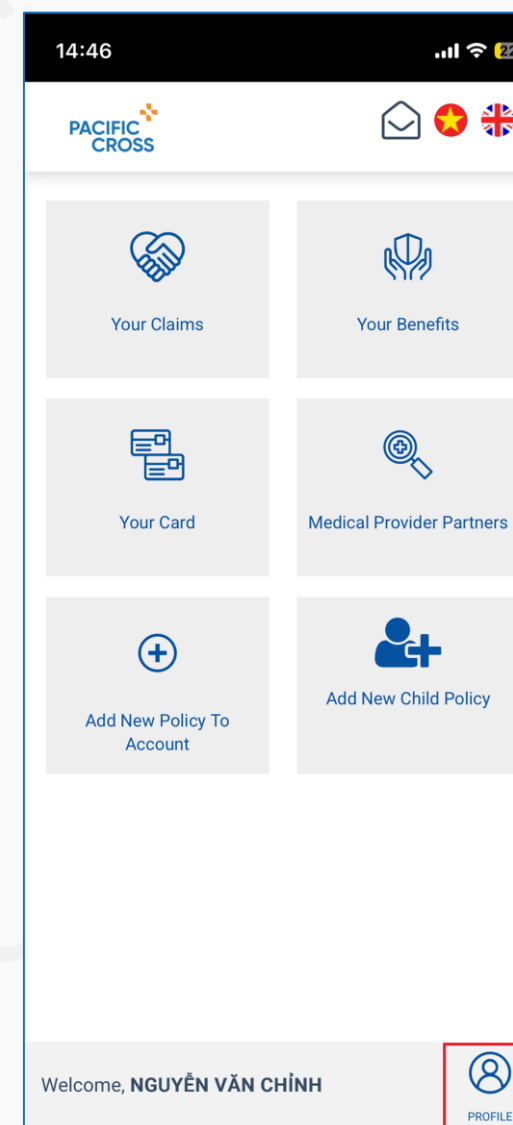 14:46
22
PACIFIC
CROSS
Your Claims
Your Benefits
Your Card
Medical Provider Partners
Add New Policy To
Account
Add New Child Policy
Welcome, NGUYỄN VĂN CHỈNH
PROFILE